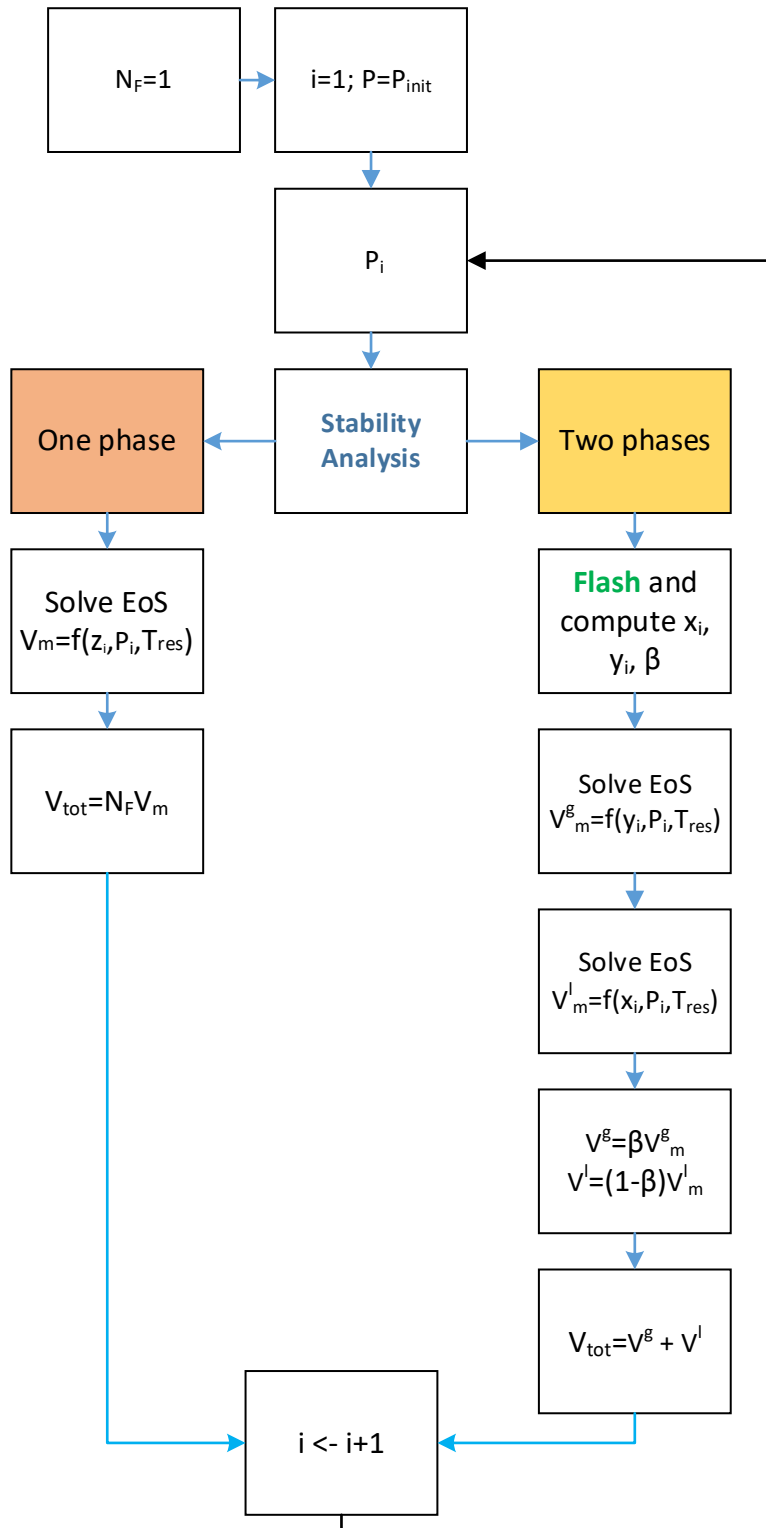 N_F=1
i=1; P=P_init
P_i
One phase
Stability
Analysis
Two phases
Solve EoS
V_m=f(z_i,P_i,T_res)
V_tot=N_FV_m
Flash and
compute x_i,
y_i, β
Solve EoS
V^g_m=f(y_i,P_i,T_res)
Solve EoS
V^l_m=f(x_i,P_i,T_res)
V^g=βV^g_m
V^l=(1-β)V^l_m
V_tot=V^g + V^l
i <- i+1